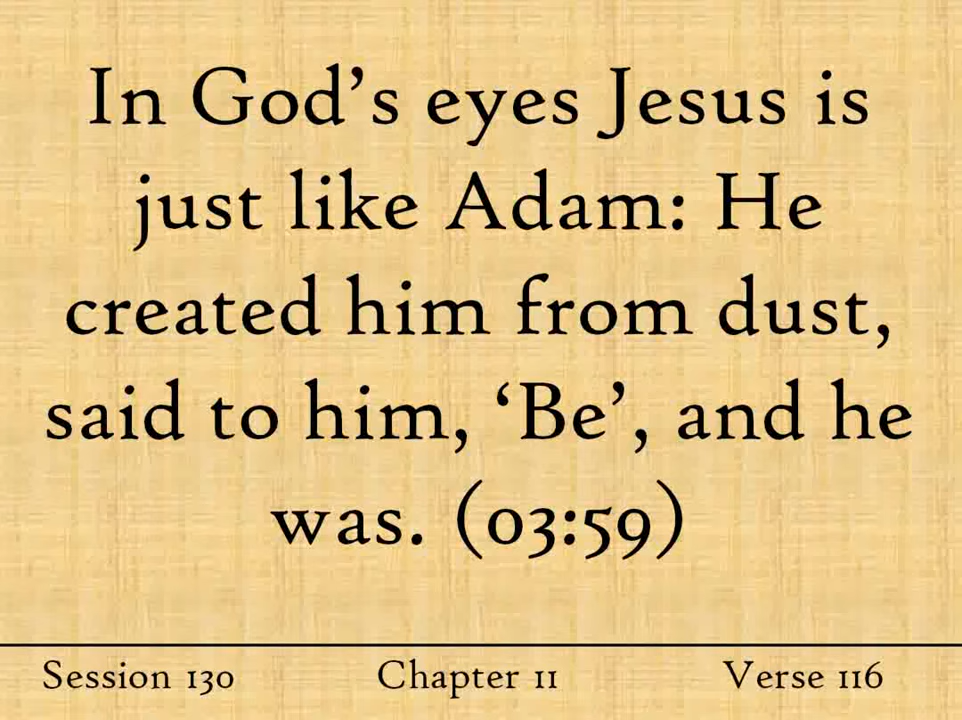 In God’s eyes Jesus is
just like Adam: He
created him from dust,
said to him, ‘Be’, and he
was. (03:59)
Session 130 Chapter 11 Verse 116